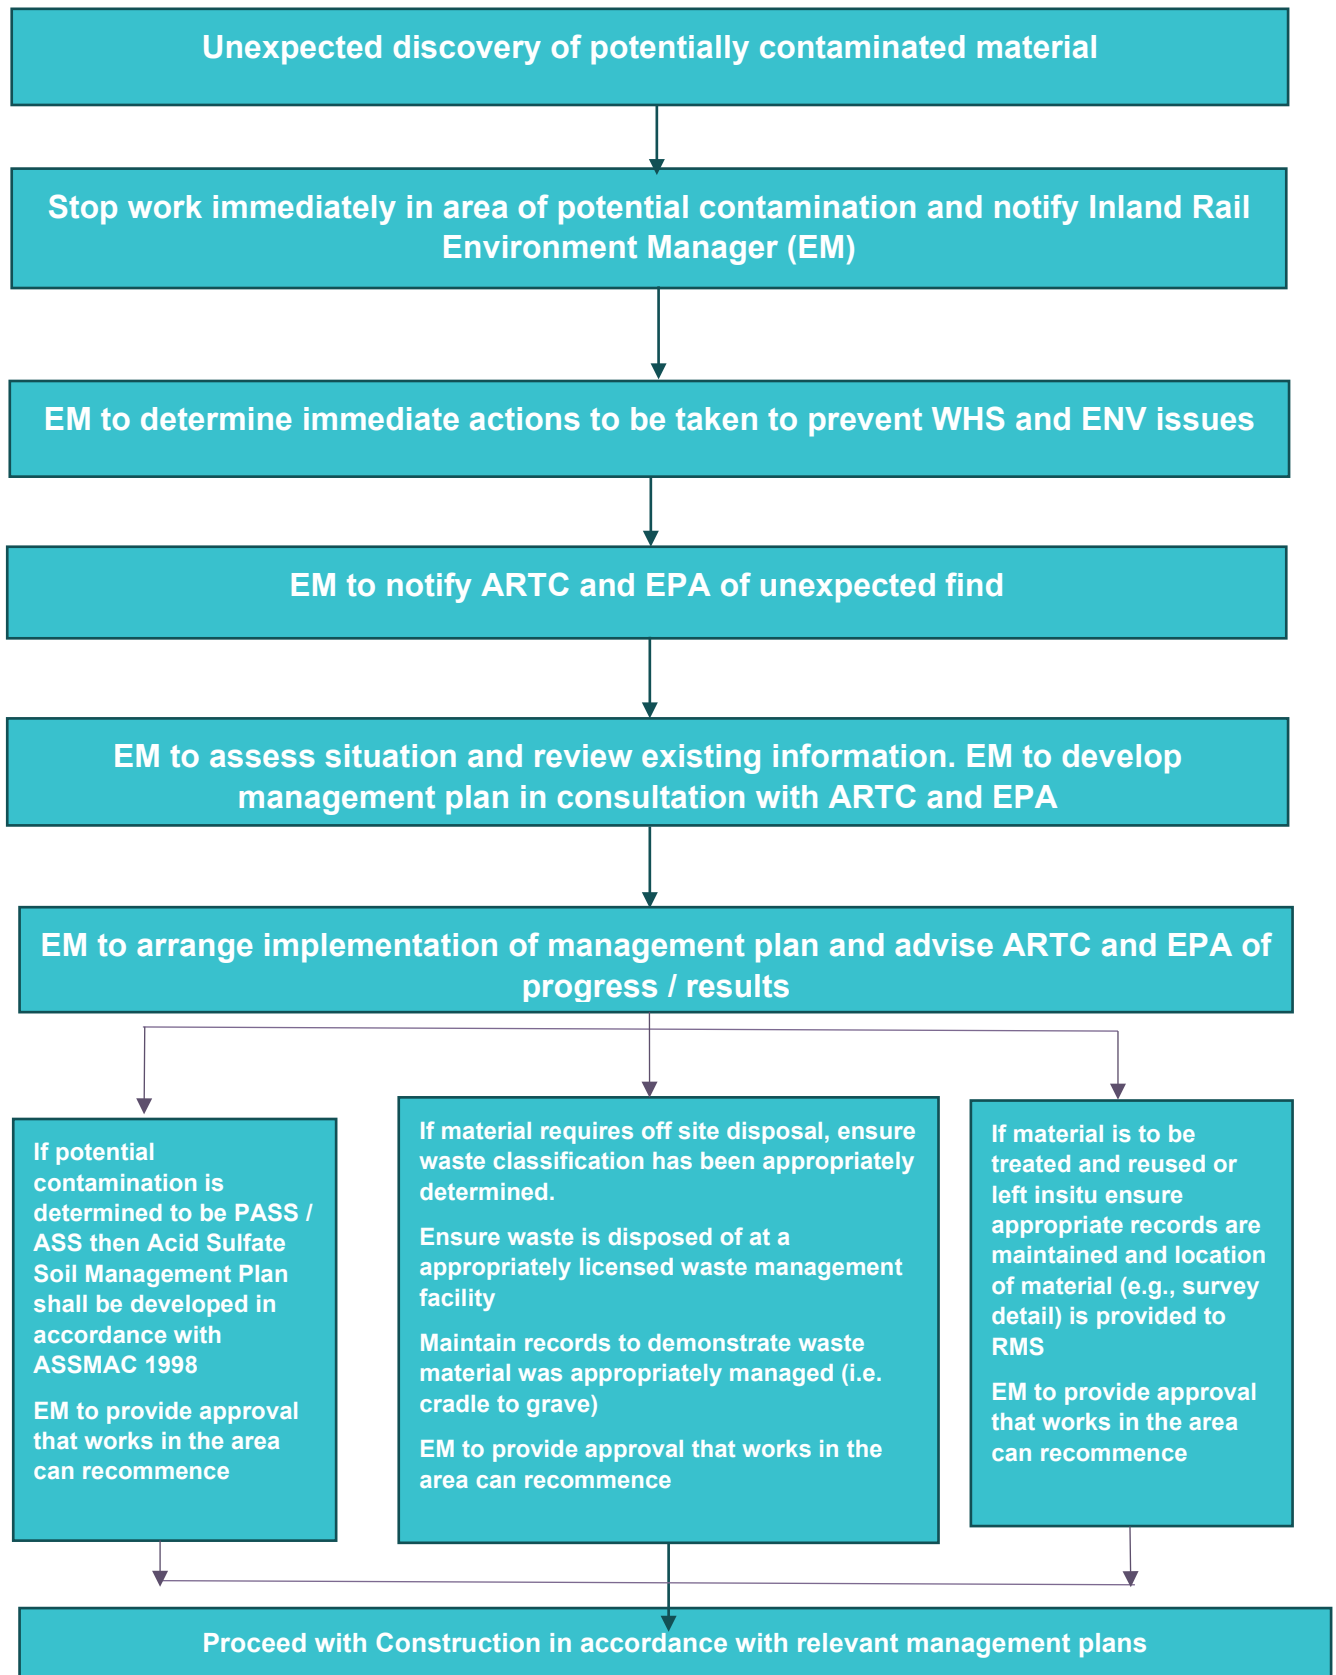 Unexpected discovery of potentially contaminated material
Stop work immediately in area of potential contamination and notify Inland Rail
Environment Manager (EM)
EM to determine immediate actions to be taken to prevent WHS and ENV issues
EM to notify ARTC and EPA of unexpected find
EM to assess situation and review existing information. EM to develop
management plan in consultation with ARTC and EPA
EM to arrange implementation of management plan and advise ARTC and EPA of
progress / results
If potential
contamination is
determined to be PASS /
ASS then Acid Sulfate
Soil Management Plan
shall be developed in
accordance with
ASSMAC 1998
EM to provide approval
that works in the area
can recommence
If material requires off site disposal, ensure
waste classification has been appropriately
determined.
Ensure waste is disposed of at a
appropriately licensed waste management
facility
Maintain records to demonstrate waste
material was appropriately managed (i.e.
cradle to grave)
EM to provide approval that works in the
area can recommence
If material is to be
treated and reused or
left insitu ensure
appropriate records are
maintained and location
of material (e.g., survey
detail) is provided to
RMS
EM to provide approval
that works in the area
can recommence
Proceed with Construction in accordance with relevant management plans